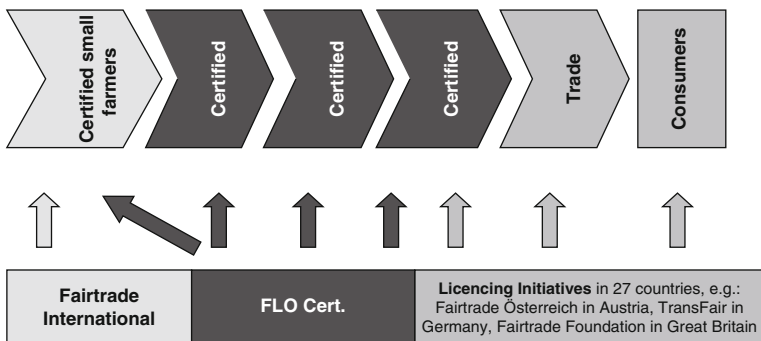 Certified small
farmers
Certified
Certified
Certified
Trade
Consumers
Fairtrade
International
FLO Cert.
Licencing Initiatives in 27 countries, e.g.:
Fairtrade Österreich in Austria, TransFair in
Germany, Fairtrade Foundation in Great Britain